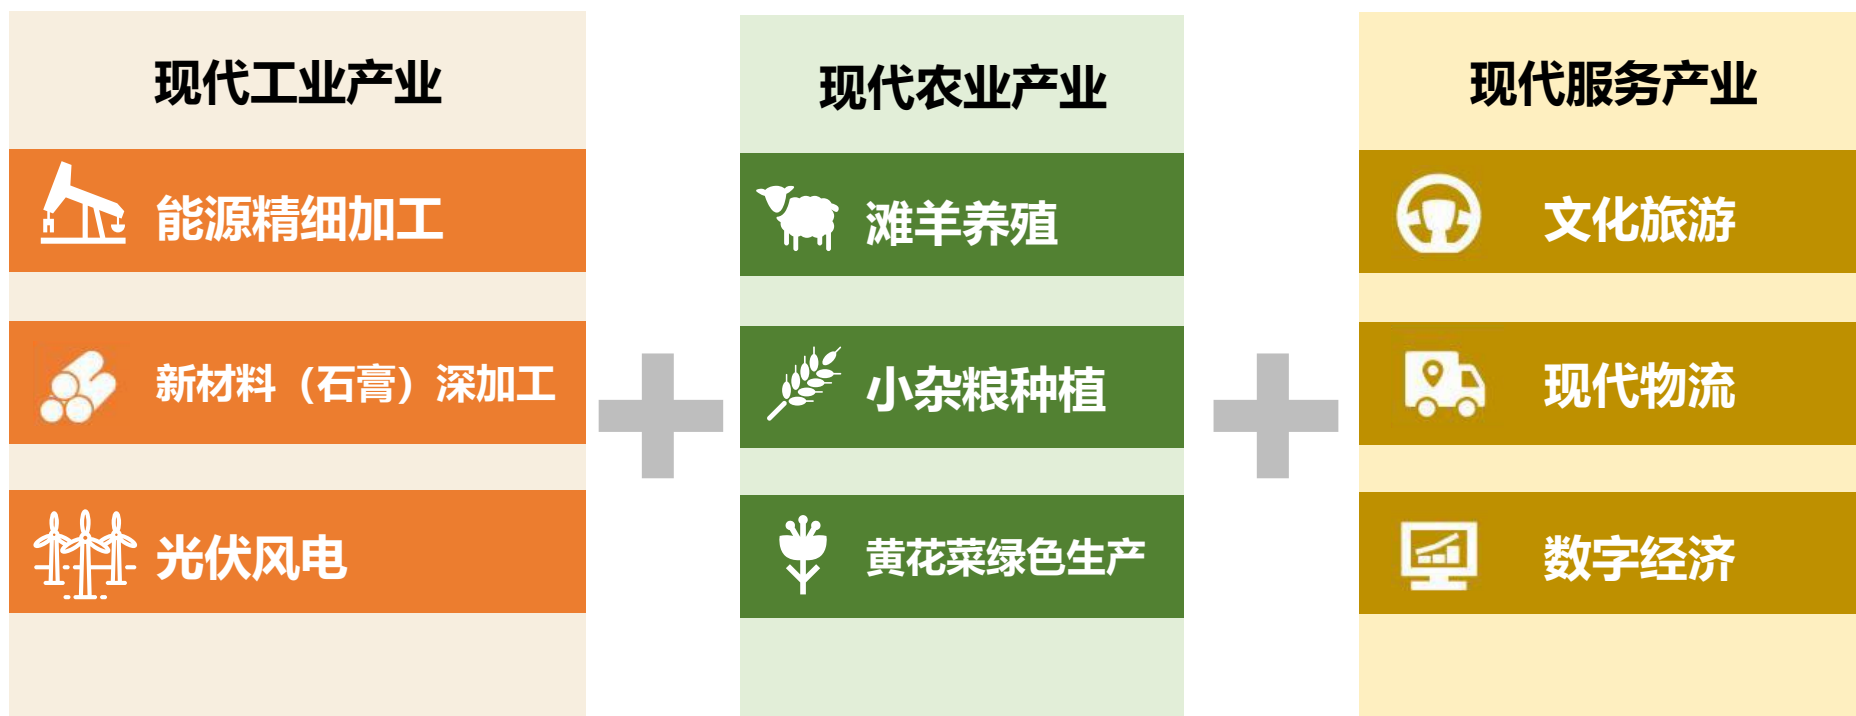 现代工业产业
能源精细加工
新材料（石膏）深加工
光伏风电
现代农业产业
滩羊养殖
小杂粮种植
黄花菜绿色生产
现代服务产业
文化旅游
现代物流
数字经济